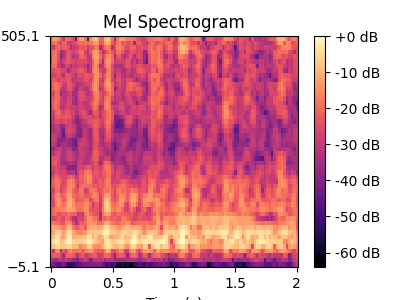 Mel Spectrogram
505.1
−5.1
0
0.5
1
1.5
2
+0 dB
-10 dB
-20 dB
-30 dB
-40 dB
-50 dB
-60 dB